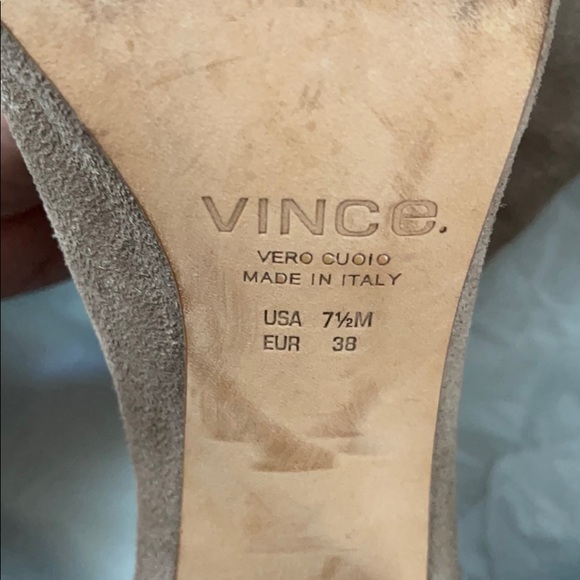 VINCe.
VERO CUOIO
MADE IN ITALY
USA 7½M
EUR 38